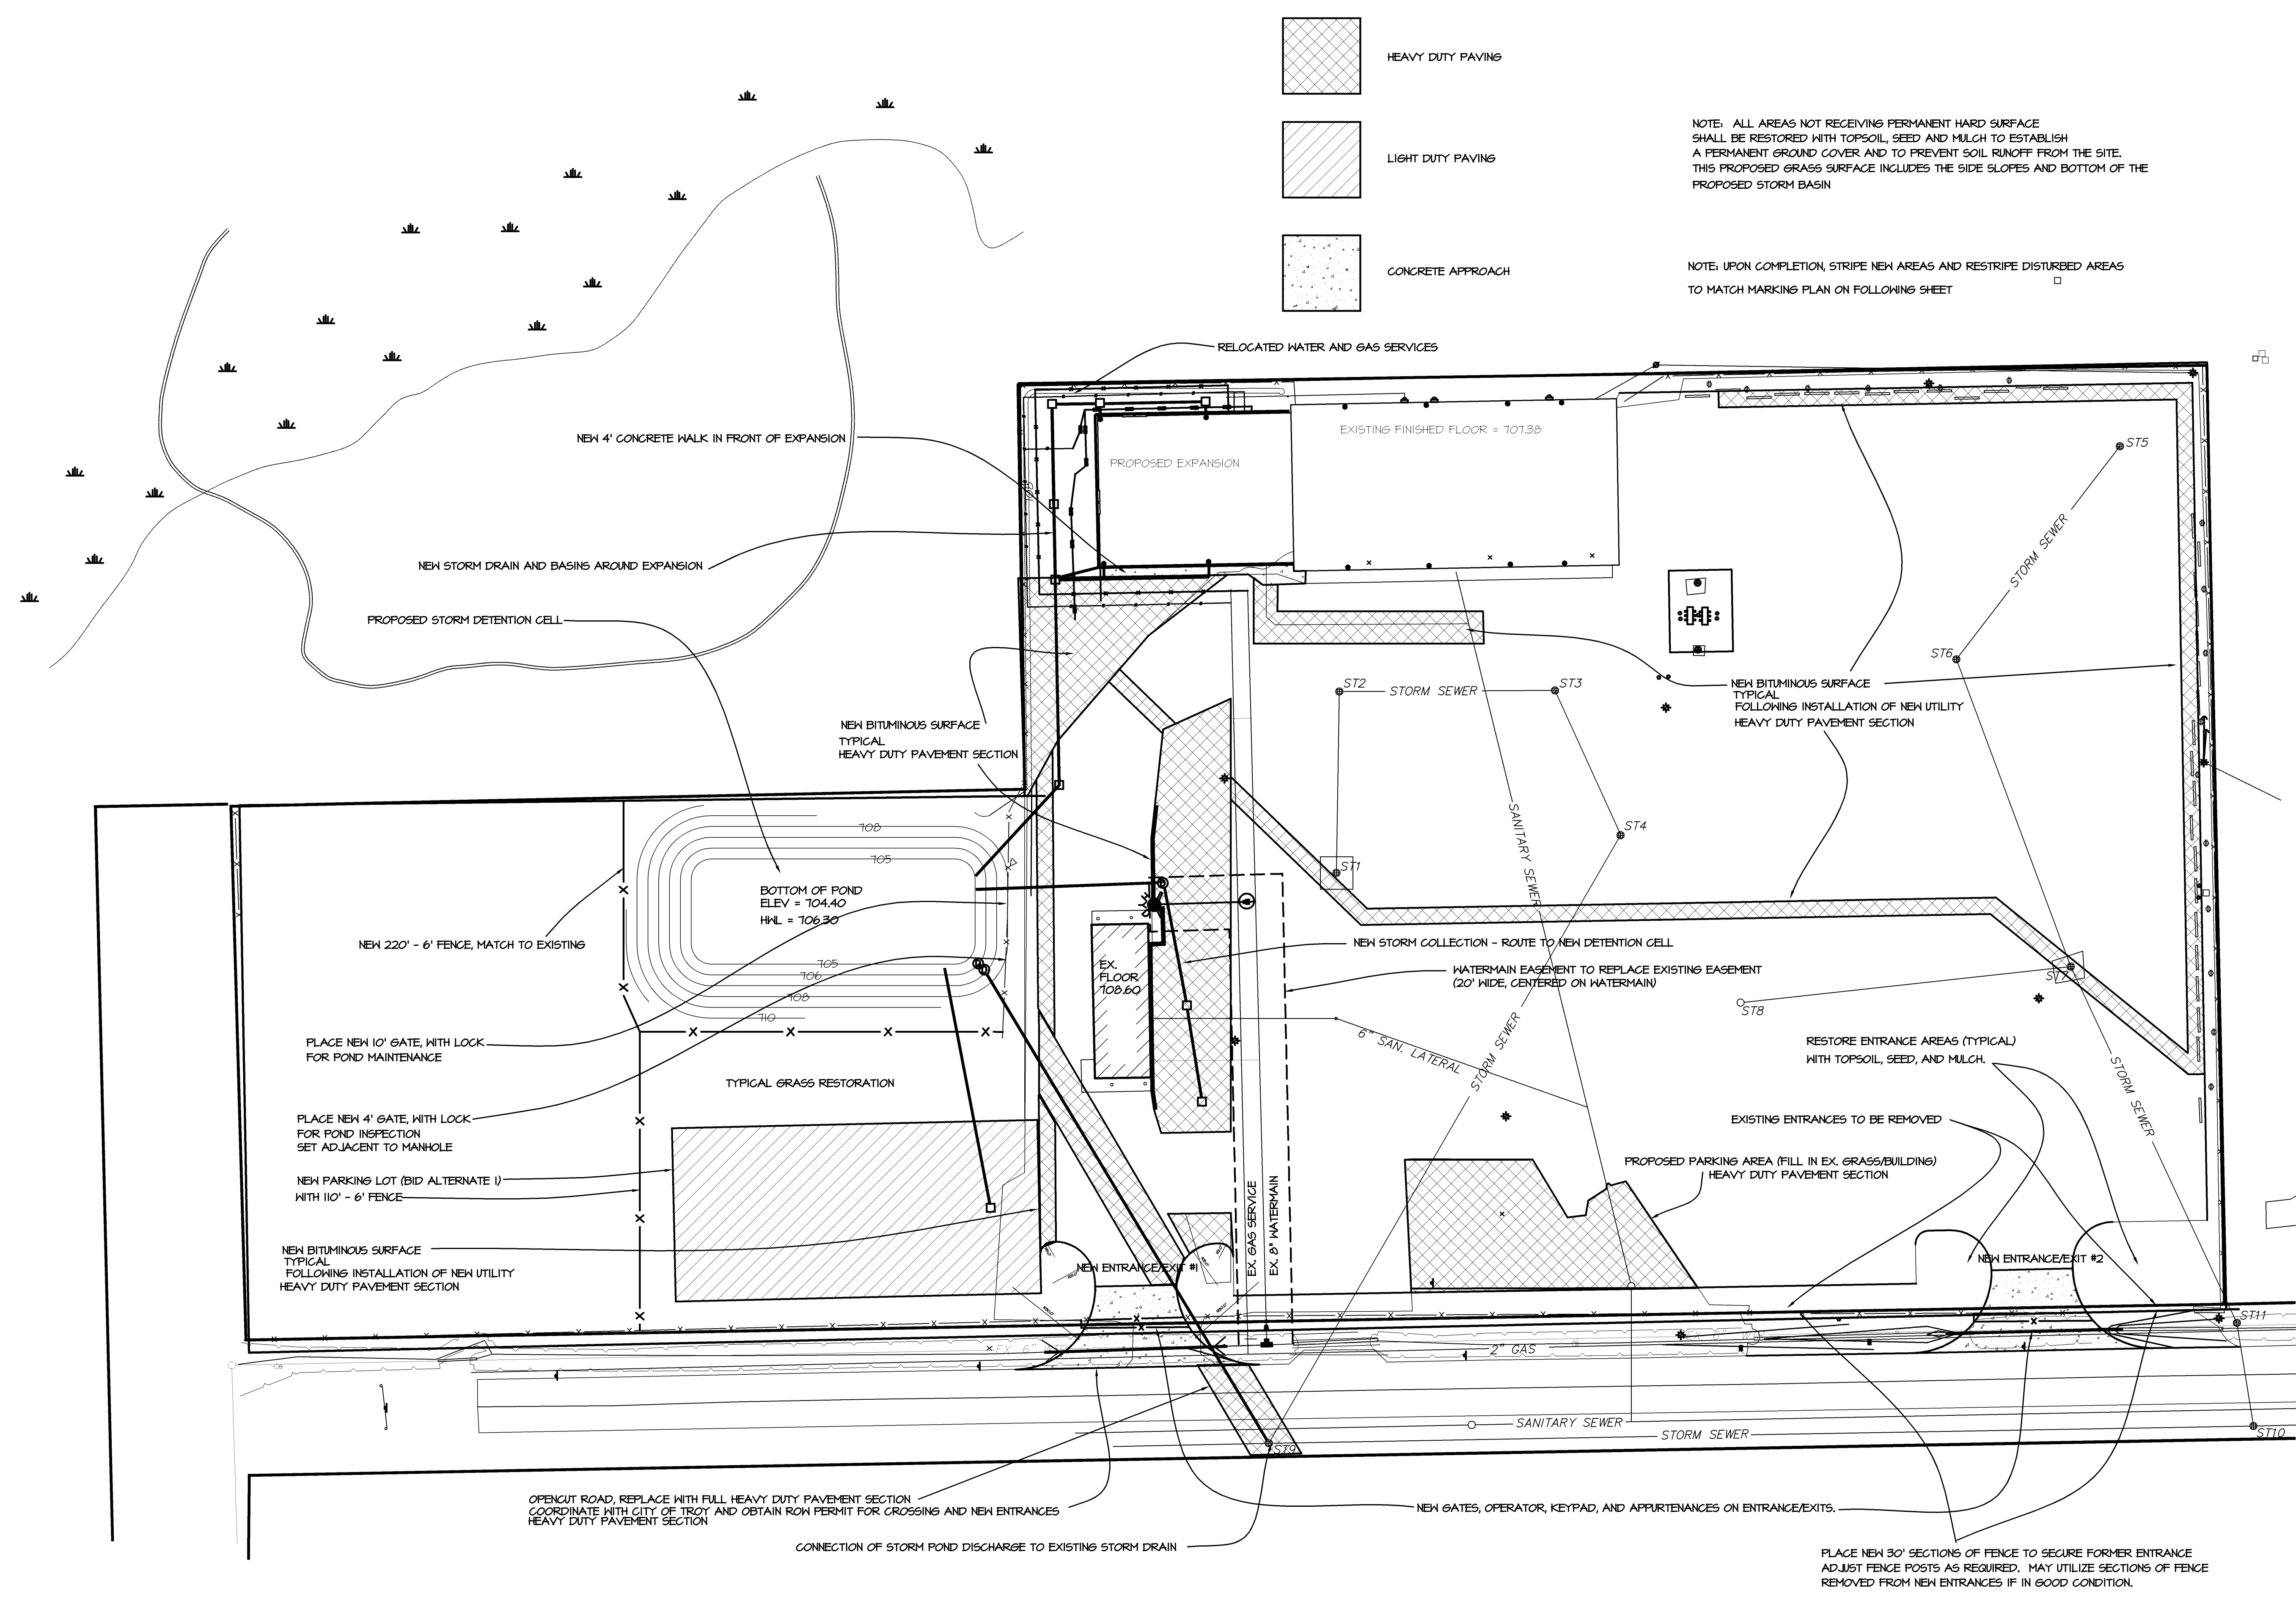 HEAVY DUTY PAVING
LIGHT DUTY PAVING
CONCRETE APPROACH
NOTE: ALL AREAS NOT RECEIVING PERMANENT HARD SURFACE
SHALL BE RESTORED WITH TOPSOIL, SEED AND MULCH TO ESTABLISH
A PERMANENT GROUND COVER AND TO PREVENT SOIL RUNOFF FROM THE SITE.
THIS PROPOSED GRASS SURFACE INCLUDES THE SIDE SLOPES AND BOTTOM OF THE
PROPOSED STORM BASIN
NOTE: UPON COMPLETION, STRIPE NEW AREAS AND RESTRIPE DISTURBED AREAS
TO MATCH MARKING PLAN ON FOLLOWING SHEET
RELOCATED WATER AND GAS SERVICES
NEW 4' CONCRETE WALK IN FRONT OF EXPANSION
EXISTING FINISHED FLOOR = 707.38
PROPOSED EXPANSION
NEW STORM DRAIN AND BASINS AROUND EXPANSION
PROPOSED STORM DETENTION CELL
ST5
STORM SEWER
ST6
NEW BITUMINOUS SURFACE
TYPICAL
FOLLOWING INSTALLATION OF NEW UTILITY
HEAVY DUTY PAVEMENT SECTION
ST2
STORM SEWER
ST3
NEW BITUMINOUS SURFACE
TYPICAL
HEAVY DUTY PAVEMENT SECTION
SANITARY SEWER
ST4
ST1
708
705
BOTTOM OF POND
ELEV = 704.40
HWL = 706.30
705
706
708
710
NEW 220' - 6' FENCE, MATCH TO EXISTING
EX.
FLOOR
708.60
NEW STORM COLLECTION - ROUTE TO NEW DETENTION CELL
WATERMAIN EASEMENT TO REPLACE EXISTING EASEMENT
(20' WIDE, CENTERED ON WATERMAIN)
ST7
ST8
6" SAN. LATERAL
STORM SEWER
STORM SEWER
PLACE NEW 10' GATE, WITH LOCK
FOR POND MAINTENANCE
RESTORE ENTRANCE AREAS (TYPICAL)
WITH TOPSOIL, SEED, AND MULCH.
TYPICAL GRASS RESTORATION
PLACE NEW 4' GATE, WITH LOCK
FOR POND INSPECTION
SET ADJACENT TO MANHOLE
EXISTING ENTRANCES TO BE REMOVED
PROPOSED PARKING AREA (FILL IN EX. GRASS/BUILDING)
HEAVY DUTY PAVEMENT SECTION
NEW PARKING LOT (BID ALTERNATE 1)
WITH 110' - 6' FENCE
EX. GAS SERVICE
EX. 8" WATERMAIN
NEW BITUMINOUS SURFACE
TYPICAL
FOLLOWING INSTALLATION OF NEW UTILITY
HEAVY DUTY PAVEMENT SECTION
NEW ENTRANCE/EXIT #1
NEW ENTRANCE/EXIT #2
ST11
EX. 6"
2" GAS
SANITARY SEWER
STORM SEWER
ST10
ST9
OPENCUT ROAD, REPLACE WITH FULL HEAVY DUTY PAVEMENT SECTION
COORDINATE WITH CITY OF TROY AND OBTAIN ROW PERMIT FOR CROSSING AND NEW ENTRANCES
HEAVY DUTY PAVEMENT SECTION
NEW GATES, OPERATOR, KEYPAD, AND APPURTENANCES ON ENTRANCE/EXITS.
CONNECTION OF STORM POND DISCHARGE TO EXISTING STORM DRAIN
PLACE NEW 30' SECTIONS OF FENCE TO SECURE FORMER ENTRANCE
ADJUST FENCE POSTS AS REQUIRED. MAY UTILIZE SECTIONS OF FENCE
REMOVED FROM NEW ENTRANCES IF IN GOOD CONDITION.